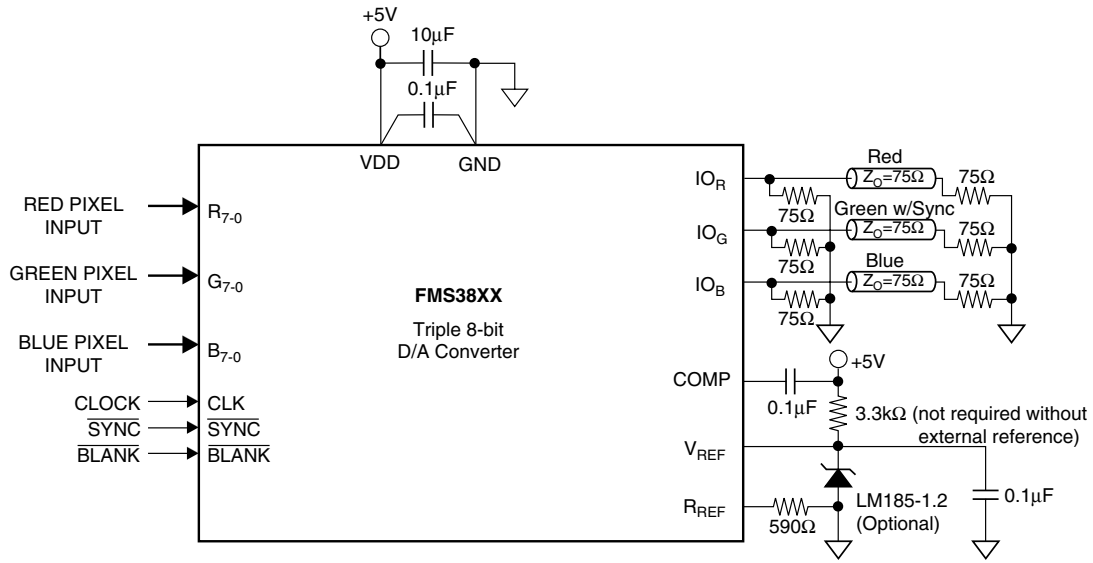 +5V
10μF
0.1μF
VDD
GND
RED PIXEL
INPUT
R7-0
GREEN PIXEL
INPUT
G7-0
BLUE PIXEL
INPUT
B7-0
CLOCK
CLK
SYNC
SYNC
BLANK
BLANK
FMS38XX
Triple 8-bit
D/A Converter
IOR
Red
ZO=75Ω
75Ω
75Ω
IOG
Green w/Sync
ZO=75Ω
75Ω
75Ω
IOB
Blue
ZO=75Ω
75Ω
75Ω
COMP
0.1μF
+5V
3.3kΩ (not required without
external reference)
VREF
LM185-1.2
(Optional)
0.1μF
RREF
590Ω